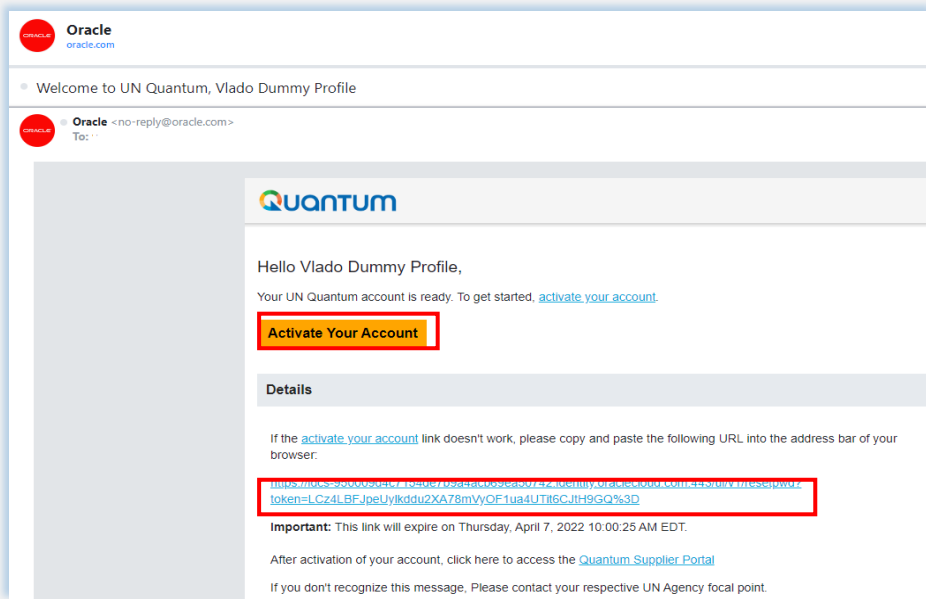 ORACLE
Oracle
oracle.com
Welcome to UN Quantum, Vlado Dummy Profile
ORACLE
Oracle <no-reply@oracle.com>
To:
Quantum
Hello Vlado Dummy Profile,
Your UN Quantum account is ready. To get started, activate your account.
Activate Your Account
Details
If the activate your account link doesn't work, please copy and paste the following URL into the address bar of your
browser:
token=LCz4LBFJpeUyIkddu2XA78mVyOF1ua4UTit6CJtH9GQ%3D
Important: This link will expire on Thursday, April 7, 2022 10:00:25 AM EDT.
After activation of your account, click here to access the Quantum Supplier Portal
If you don't recognize this message, Please contact your respective UN Agency focal point.